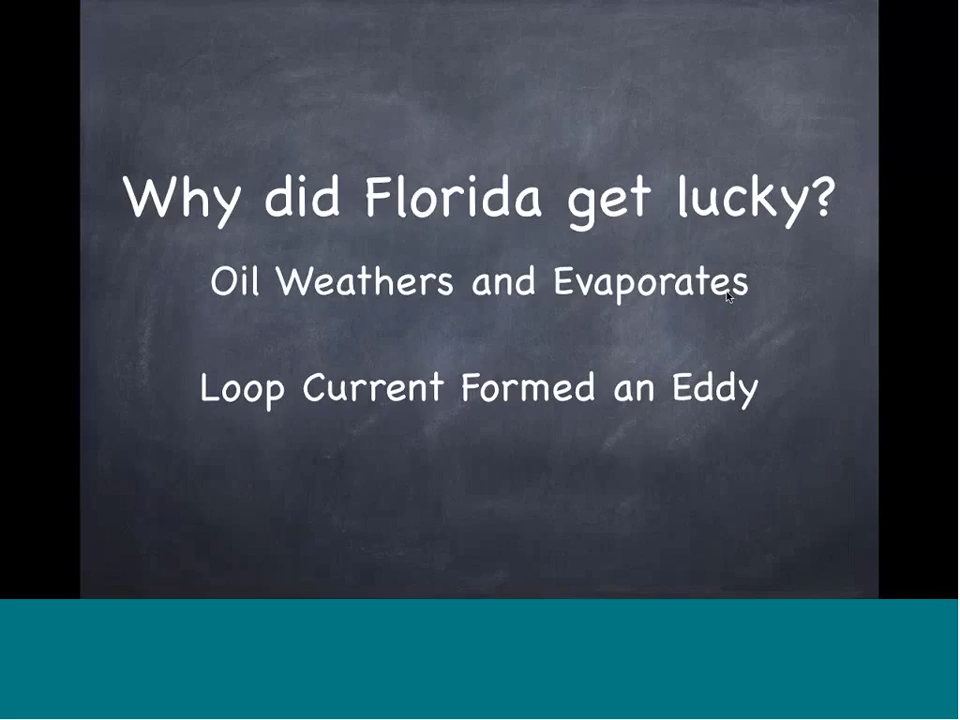 Why did Florida get lucky?
Oil Weathers and Evaporates
Loop Current Formed an Eddy